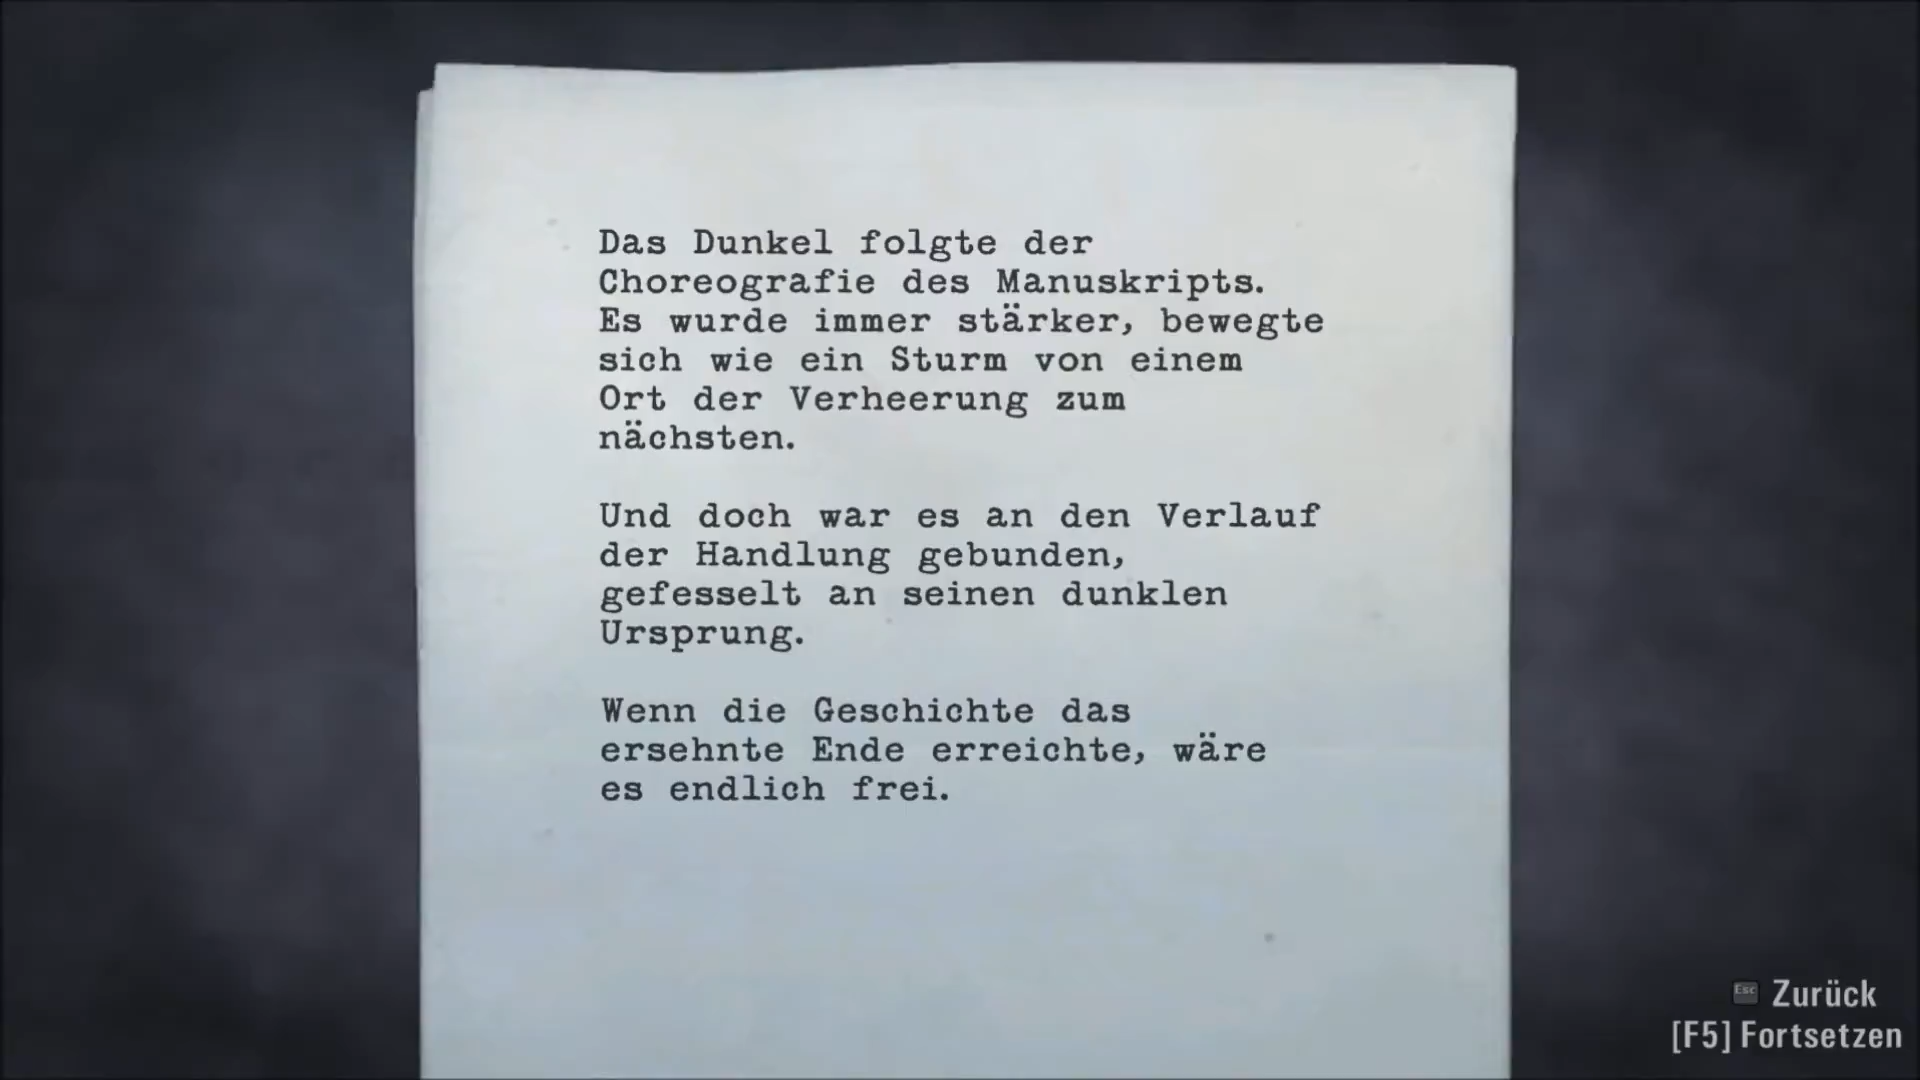 Das Dunkel folgte der
Choreografie des Manuskripts.
Es wurde immer stärker, bewegte
sich wie ein Sturm von einem
Ort der Verheerung zum
nächsten.
Und doch war es an den Verlauf
der Handlung gebunden,
gefesselt an seinen dunklen
Ursprung.
Wenn die Geschichte das
ersehnte Ende erreichte, wäre
es endlich frei.
Esc Zurück
[F5] Fortsetzen